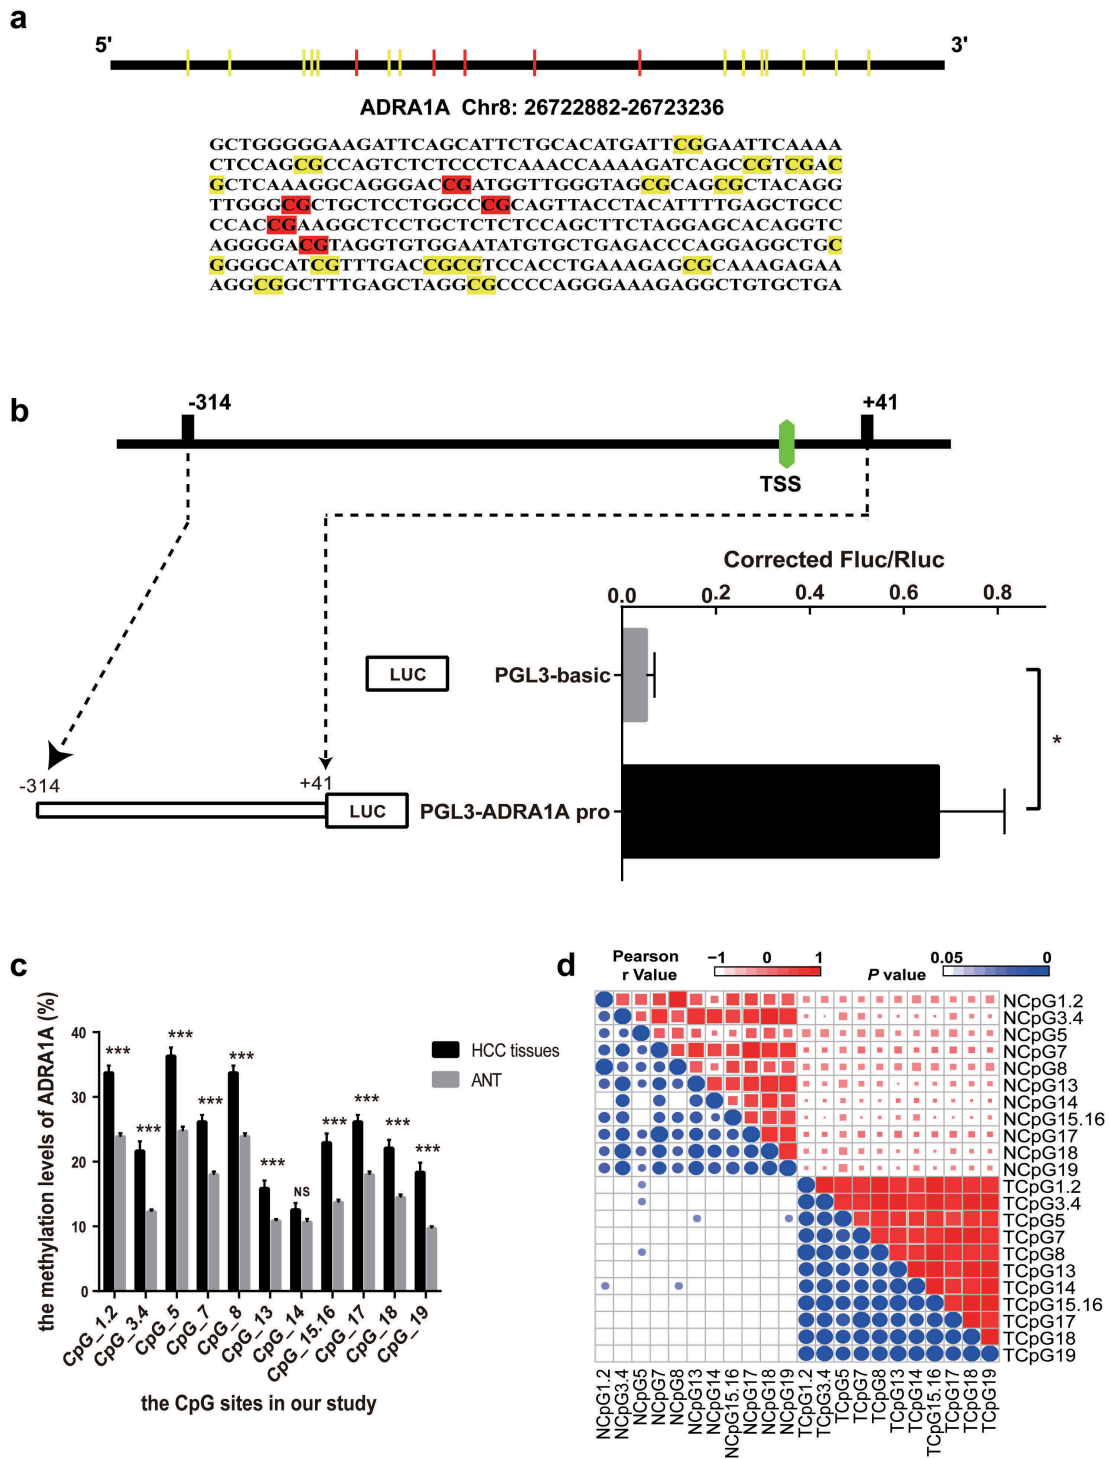 a
5'
3'
ADRA1A Chr8: 26722882-26723236
GCTGGGGGGAAGATTCAGCATTCTGCACATGATTCGGAATTCAAAA
CTCCAGCGCCAGTCTCTCCCTCAAACCAAAAGATCAGCCGTCGAC
GCTCAAAGGCAGGGACCGATGGTTGGGTAGCGCAGCGCTACAGG
TTGGGCGCTGCTCCTGGCCCGCAGTTACCTACATTTTGAGCTGCC
CCACCGAAGGCTCCTGCTCTCTCCAGCTTCTAGGAGCACAGGTC
AGGGGACGTAGGTGTGGAATATGTGCTGAGACCCAGGAGGCTGC
GGGGCATCGTTTGACCGCGTCCACCTGAAAGAGCGCAAAGAGAA
AGGCGGCTTTGAGCTAGGCGCCCCAGGGAAAGAGGCTGTGCTGA
b
-314
+41
TSS
Corrected Fluc/Rluc
0.0 0.2 0.4 0.6 0.8
LUC
PGL3-basic
*
-314
+41
LUC
PGL3-ADRA1A pro
c
the methylation levels of ADRA1A (%)
40
30
20
10
0
*** *** *** *** *** *** NS *** *** *** ***
HCC tissues
ANT
CpG_1.2 CpG_3.4 CpG_5 CpG_7 CpG_8 CpG_13 CpG_14 CpG_15.16 CpG_17 CpG_18 CpG_19
the CpG sites in our study
d
Pearson
r Value
−1 0 1
P value
0.05 0
NCpG1.2
NCpG3.4
NCpG5
NCpG7
NCpG8
NCpG13
NCpG14
NCpG15.16
NCpG17
NCpG18
NCpG19
TCpG1.2
TCpG3.4
TCpG5
TCpG7
TCpG8
TCpG13
TCpG14
TCpG15.16
TCpG17
TCpG18
TCpG19
NCpG1.2 NCpG3.4 NCpG5 NCpG7 NCpG8 NCpG13 NCpG14 NCpG15.16 NCpG17 NCpG18 NCpG19 TCpG1.2 TCpG3.4 TCpG5 TCpG7 TCpG8 TCpG13 TCpG14 TCpG15.16 TCpG17 TCpG18 TCpG19